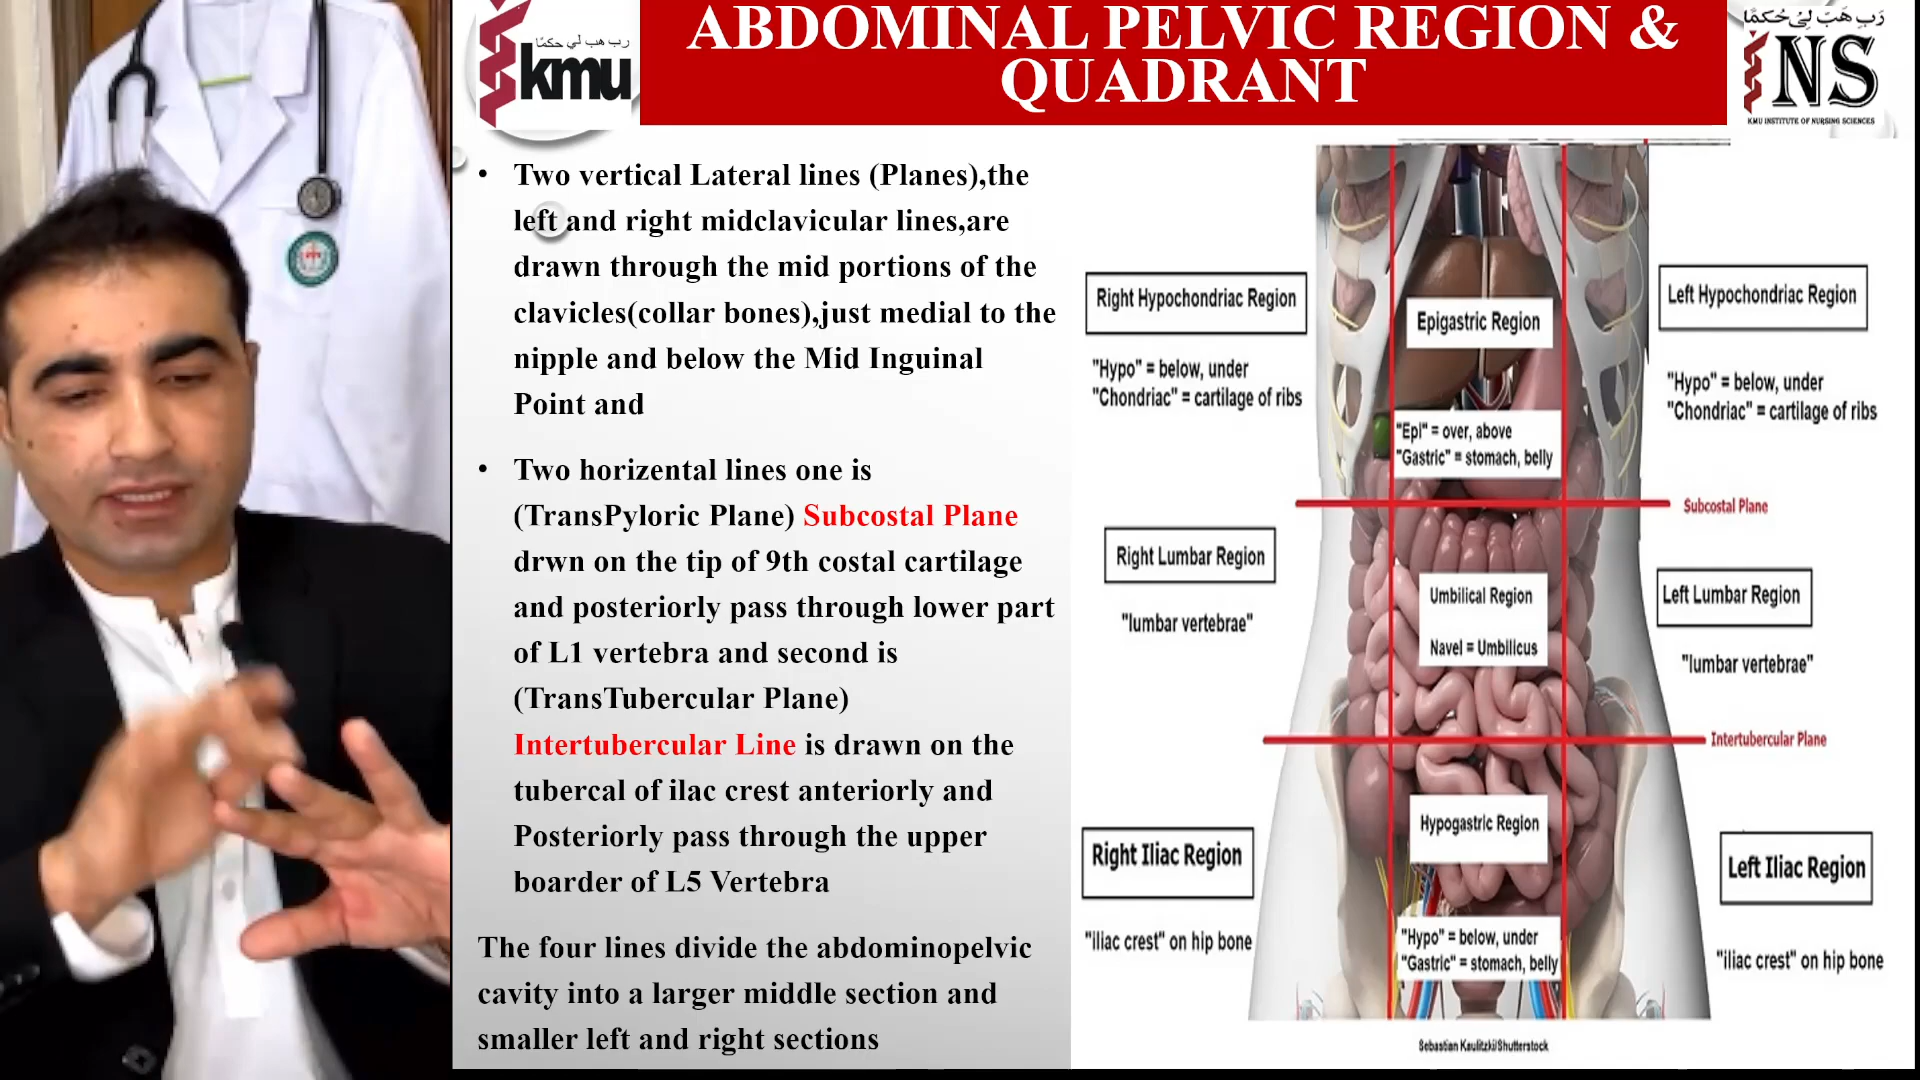 ABDOMINAL PELVIC REGION &
QUADRANT
رب هب لي حكمًا
kmu
رَبِّ هَبْ لِيْ حُكمًا
INS
KMU INSTITUTE OF NURSING SCIENCES
• Two vertical Lateral lines (Planes),the
left and right midclavicular lines,are
drawn through the mid portions of the
clavicles(collar bones),just medial to the
nipple and below the Mid Inguinal
Point and
• Two horizental lines one is
(TransPyloric Plane) Subcostal Plane
drwn on the tip of 9th costal cartilage
and posteriorly pass through lower part
of L1 vertebra and second is
(TransTubercular Plane)
Intertubercular Line is drawn on the
tubercal of ilac crest anteriorly and
Posteriorly pass through the upper
boarder of L5 Vertebra
The four lines divide the abdominopelvic
cavity into a larger middle section and
smaller left and right sections
Right Hypochondriac Region
"Hypo" = below, under
"Chondriac" = cartilage of ribs
Epigastric Region
"Epi" = over, above
"Gastric" = stomach, belly
Left Hypochondriac Region
"Hypo" = below, under
"Chondriac" = cartilage of ribs
Subcostal Plane
Right Lumbar Region
"lumbar vertebrae"
Umbilical Region
Navel = Umbilicus
Left Lumbar Region
"lumbar vertebrae"
Intertubercular Plane
Right Iliac Region
"iliac crest" on hip bone
Hypogastric Region
"Hypo" = below, under
"Gastric" = stomach, belly
Left Iliac Region
"iliac crest" on hip bone
Sebastian Kaulitzki/Shutterstock